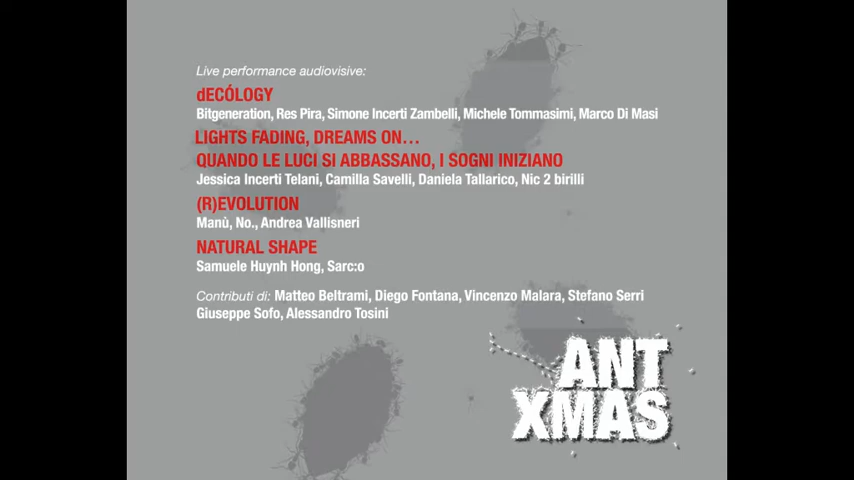 Live performance audiovisive:
dECÓLOGY
Bitgeneration, Res Pira, Simone Incerti Zambelli, Michele Tommasimi, Marco Di Masi
LIGHTS FADING, DREAMS ON…
QUANDO LE LUCI SI ABBASSANO, I SOGNI INIZIANO
Jessica Incerti Telani, Camilla Savelli, Daniela Tallarico, Nic 2 birilli
(R)EVOLUTION
Manù, No., Andrea Vallisneri
NATURAL SHAPE
Samuele Huynh Hong, Sarc:o
Contributi di: Matteo Beltrami, Diego Fontana, Vincenzo Malara, Stefano Serri
Giuseppe Sofo, Alessandro Tosini
ANT
XMAS